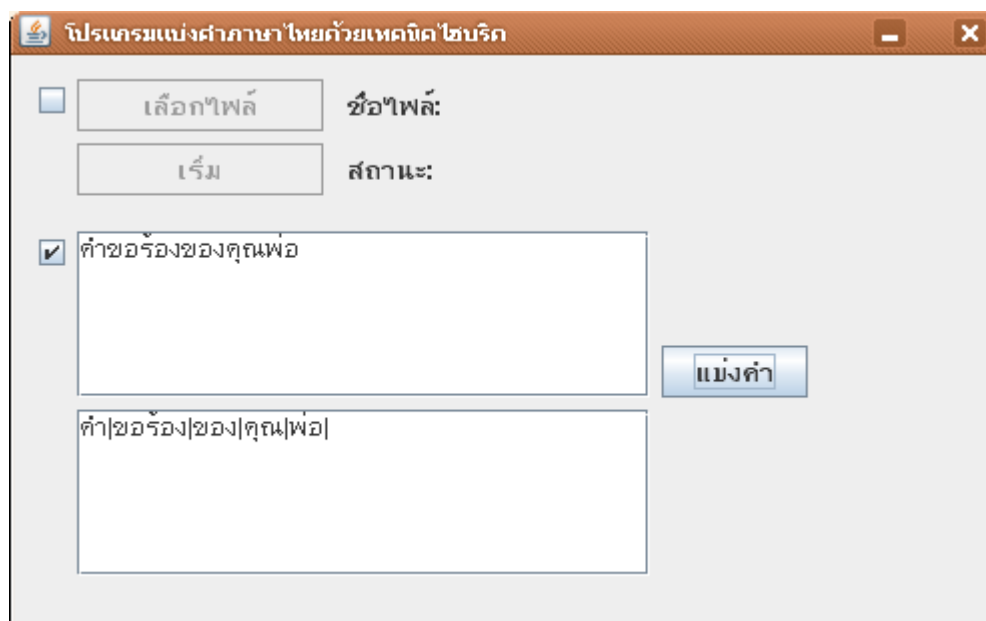 โปรแกรมแบ่งคำภาษาไทยด้วยเทคนิคไฮบริด
เลือกไฟล์ ชื่อไฟล์:
เริ่ม สถานะ:
คำขอร้องของคุณพ่อ
แบ่งคำ
คำ|ขอร้อง|ของ|คุณ|พ่อ|